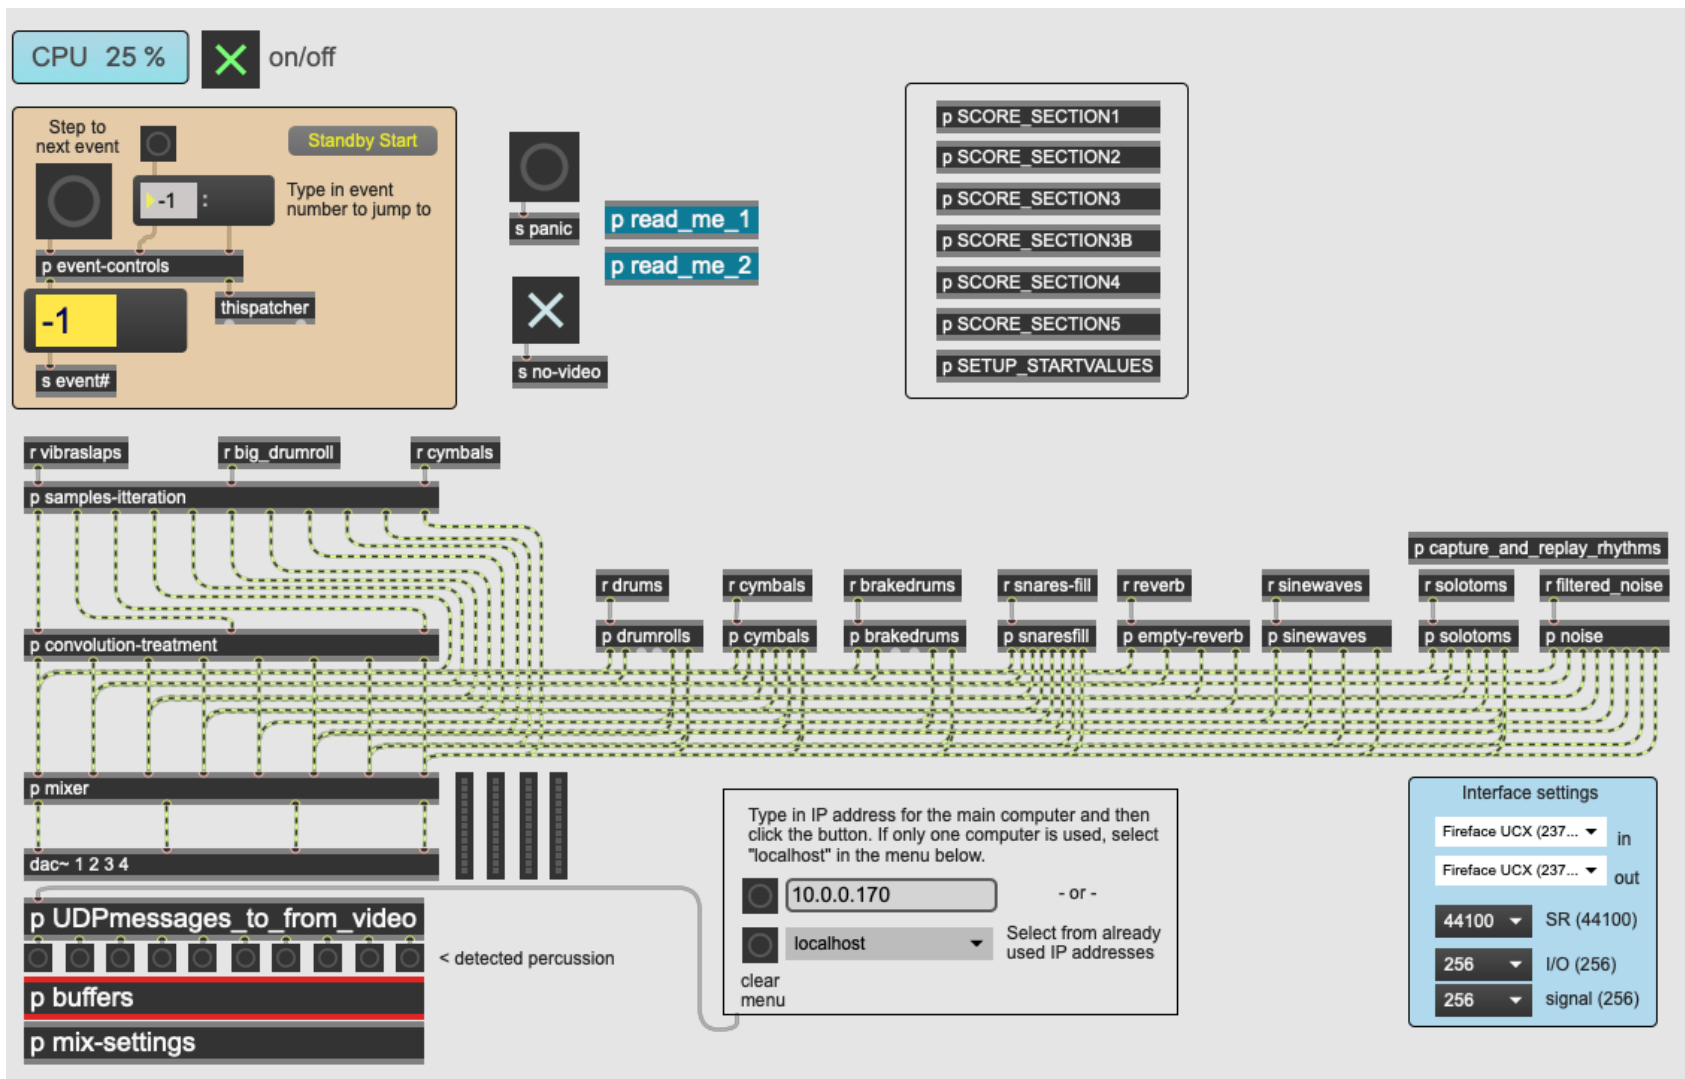 CPU 25 %
on/off
Step to
next event
Standby Start
-1 :
Type in event
number to jump to
p event-controls
-1
thispatcher
s event#
s panic
p read_me_1
p read_me_2
s no-video
p SCORE_SECTION1
p SCORE_SECTION2
p SCORE_SECTION3
p SCORE_SECTION3B
p SCORE_SECTION4
p SCORE_SECTION5
p SETUP_STARTVALUES
r vibraslaps
r big_drumroll
r cymbals
p samples-itteration
p capture_and_replay_rhythms
r drums
r cymbals
r brakedrums
r snares-fill
r reverb
r sinewaves
r solotoms
r filtered_noise
p convolution-treatment
p drumrolls
p cymbals
p brakedrums
p snaresfill
p empty-reverb
p sinewaves
p solotoms
p noise
p mixer
dac~ 1 2 3 4
p UDPmessages_to_from_video
< detected percussion
p buffers
p mix-settings
Type in IP address for the main computer and then
click the button. If only one computer is used, select
"localhost" in the menu below.
10.0.0.170
- or -
localhost
Select from already
used IP addresses
clear
menu
Interface settings
Fireface UCX (237... in
Fireface UCX (237... out
44100 SR (44100)
256 I/O (256)
256 signal (256)